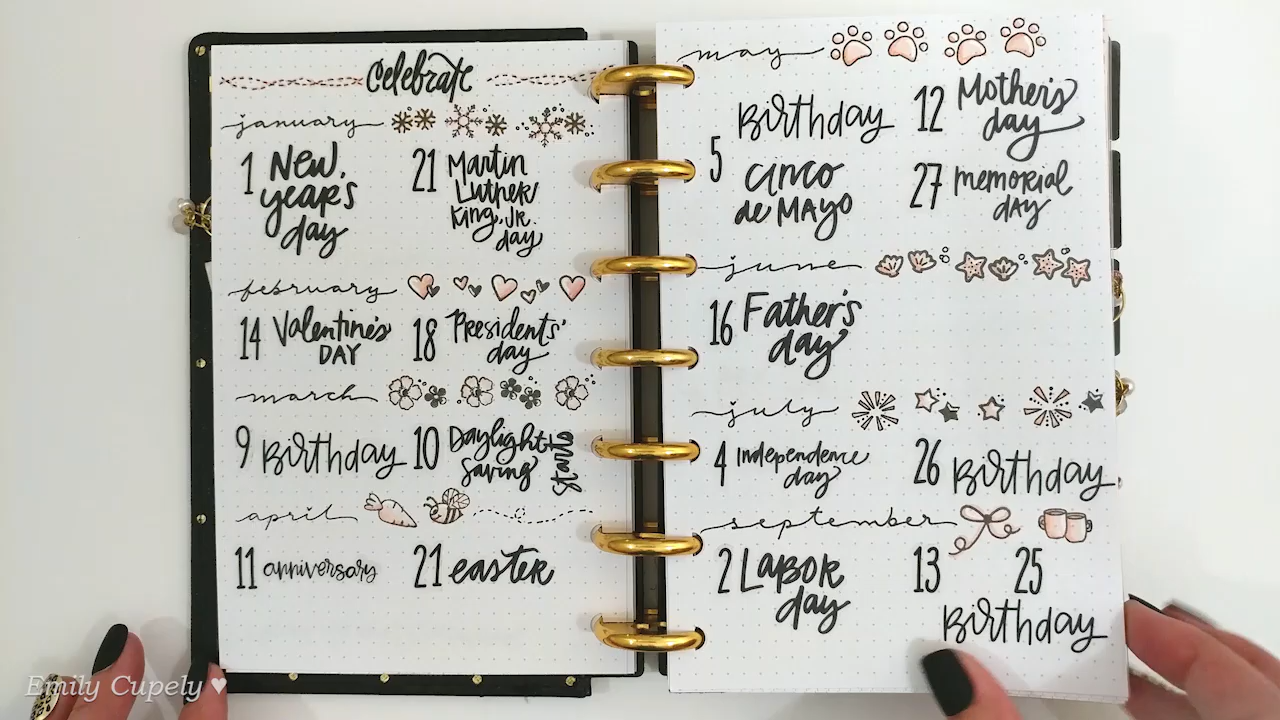 Celebrate
january
1 New
years
day
21 Martin
Luther
King, JR.
day
february
14 Valentine's
DAY
18 Presidents'
day
march
9 Birthday
10 Daylight
Saving
Starts
april
11 anniversary
21 easter
may
5 Birthday
CINCO
de MAYO
12 Mother's
day
27 memorial
dAy
june
16 Father's
day
july
4 Independence
day
26 Birthday
september
2 LABOR
day
13 25
Birthday
Emily Cupely ♥